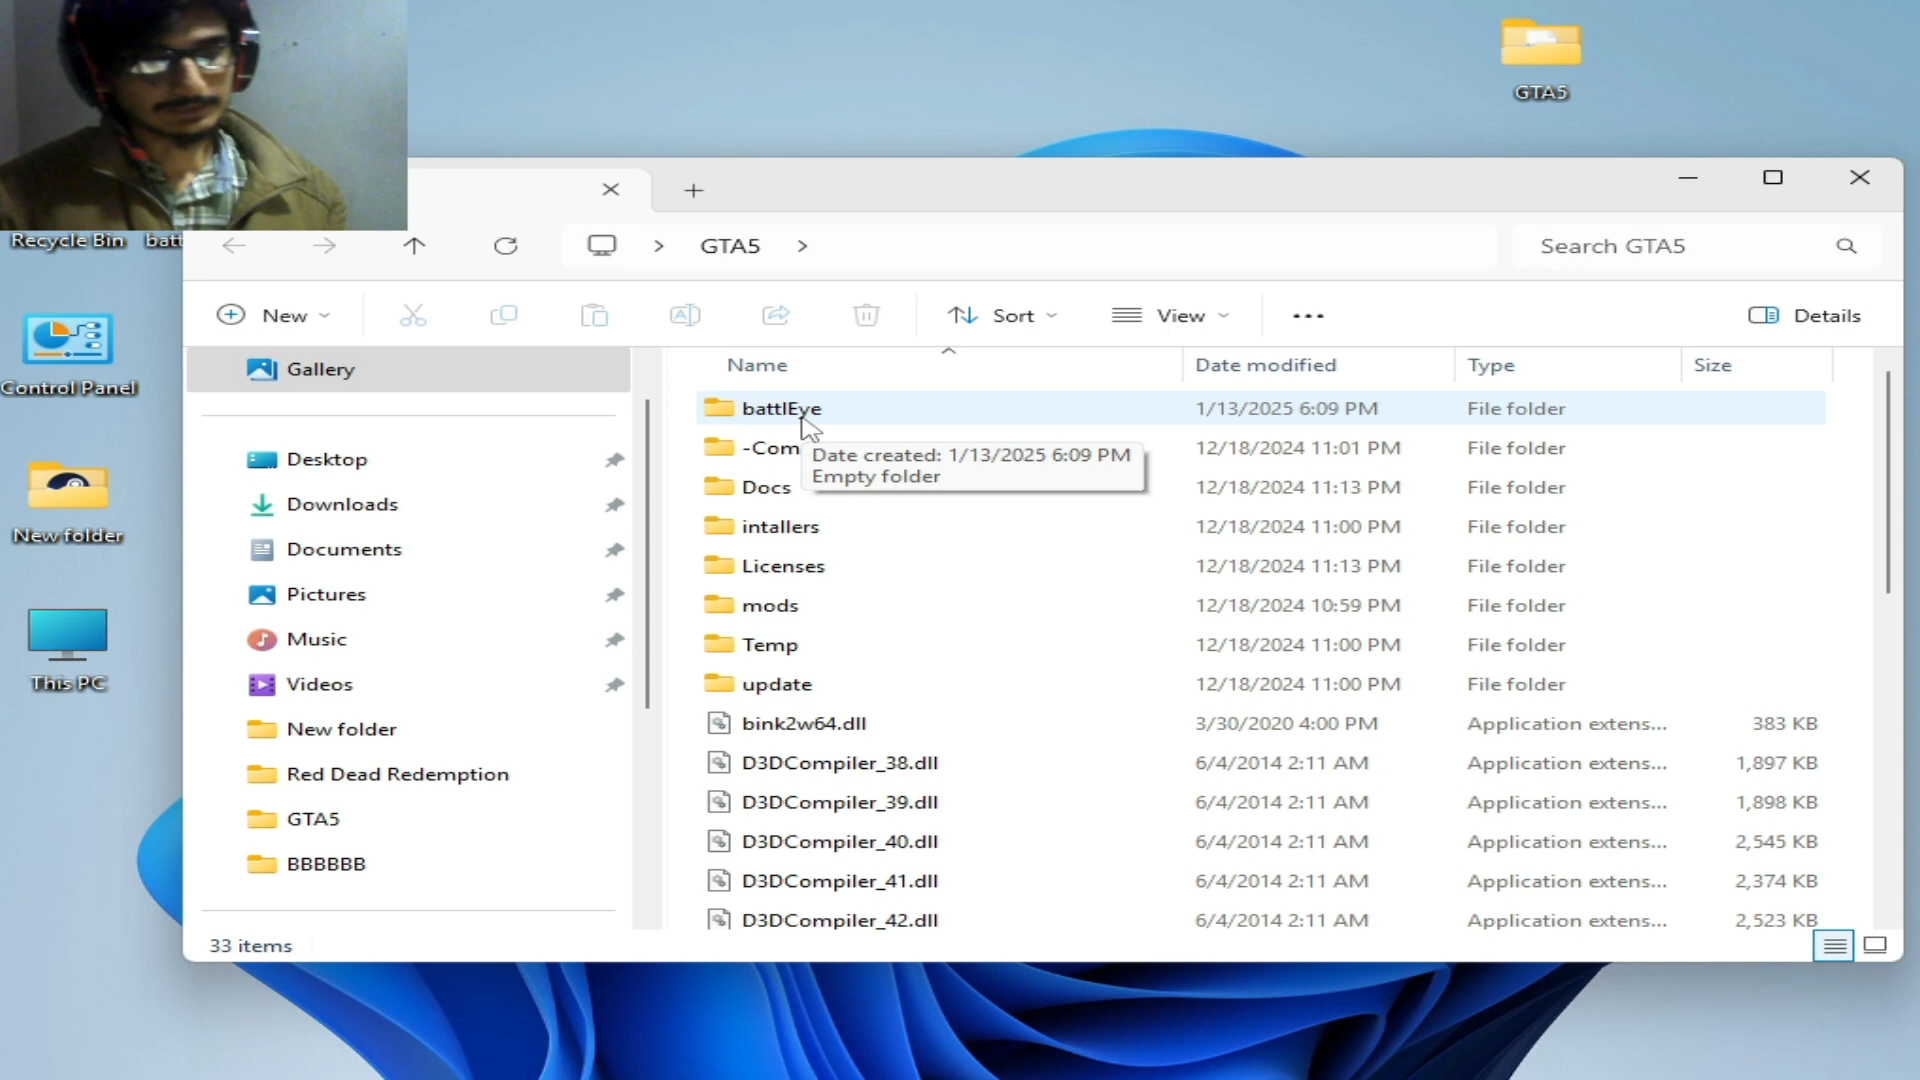 GTA5
Recycle Bin
batt
GTA5
Search GTA5
New
Sort
View
Details
Control Panel
New folder
This PC
Gallery
Desktop
Downloads
Documents
Pictures
Music
Videos
New folder
Red Dead Redemption
GTA5
BBBBBB
Name Date modified Type Size
battlEye 1/13/2025 6:09 PM File folder
-Com 12/18/2024 11:01 PM File folder
Date created: 1/13/2025 6:09 PM
Empty folder
Docs 12/18/2024 11:13 PM File folder
intallers 12/18/2024 11:00 PM File folder
Licenses 12/18/2024 11:13 PM File folder
mods 12/18/2024 10:59 PM File folder
Temp 12/18/2024 11:00 PM File folder
update 12/18/2024 11:00 PM File folder
bink2w64.dll 3/30/2020 4:00 PM Application extens... 383 KB
D3DCompiler_38.dll 6/4/2014 2:11 AM Application extens... 1,897 KB
D3DCompiler_39.dll 6/4/2014 2:11 AM Application extens... 1,898 KB
D3DCompiler_40.dll 6/4/2014 2:11 AM Application extens... 2,545 KB
D3DCompiler_41.dll 6/4/2014 2:11 AM Application extens... 2,374 KB
D3DCompiler_42.dll 6/4/2014 2:11 AM Application extens... 2,523 KB
33 items